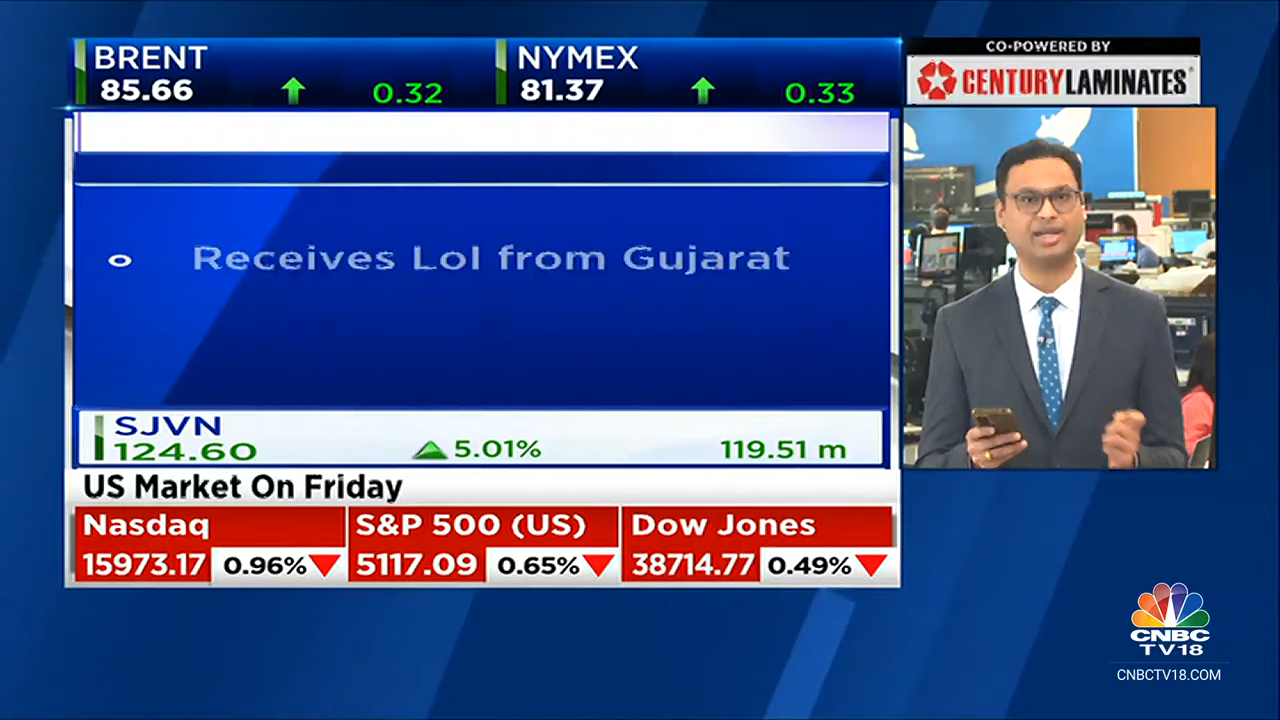 BRENT
85.66
0.32
NYMEX
81.37
0.33
CO-POWERED BY
CENTURYLAMINATES
Receives LoI from Gujarat
SJVN
124.60
5.01%
119.51 m
US Market On Friday
Nasdaq
15973.17
0.96%
S&P 500 (US)
5117.09
0.65%
Dow Jones
38714.77
0.49%
CNBC
TV18
CNBCTV18.COM